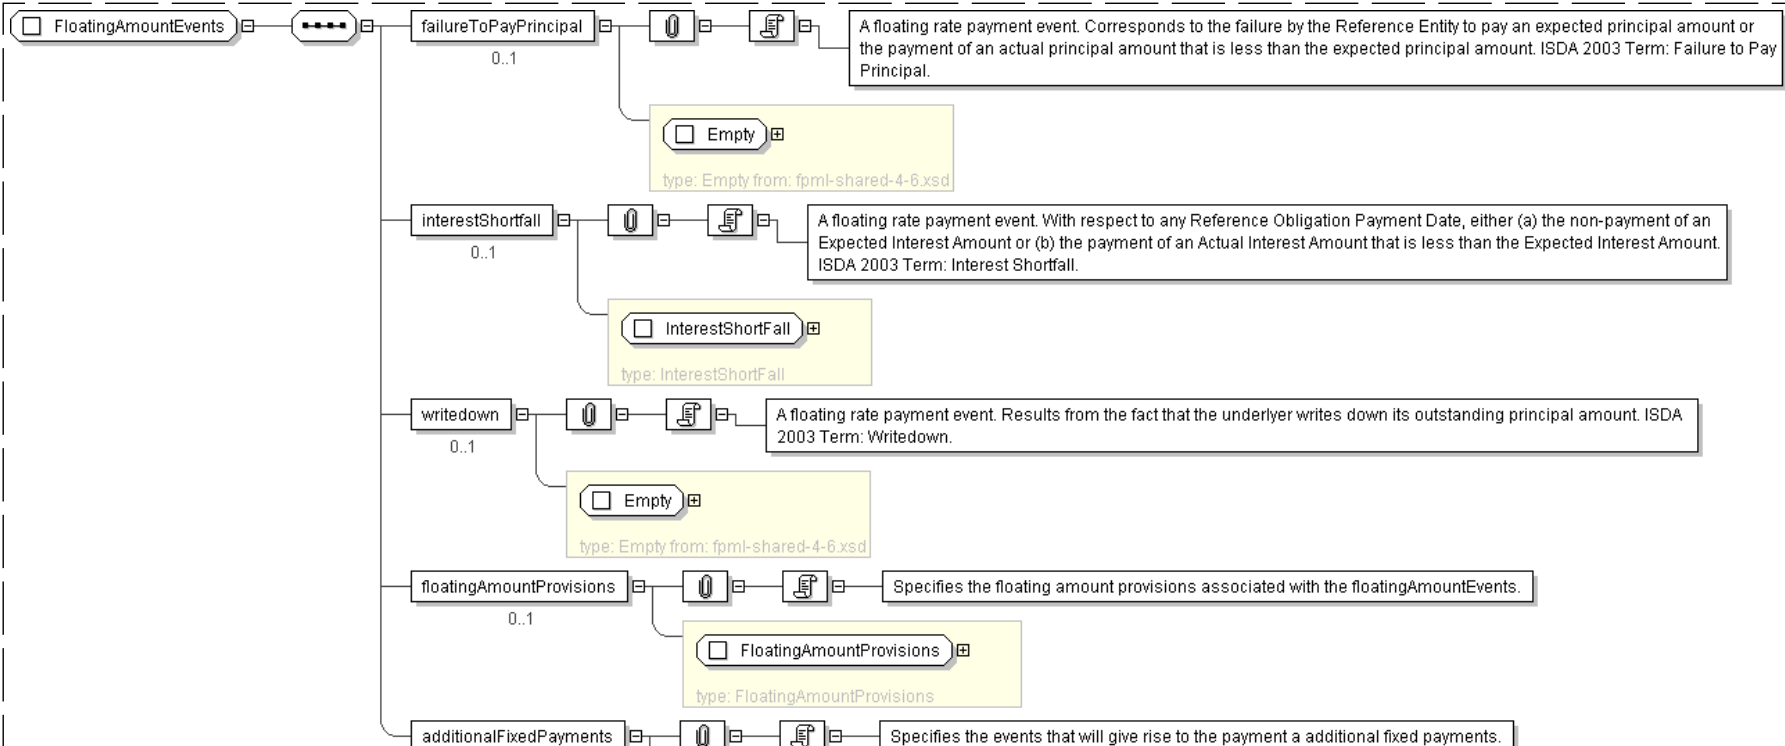 FloatingAmountEvents
failureToPayPrincipal
0..1
A floating rate payment event. Corresponds to the failure by the Reference Entity to pay an expected principal amount or
the payment of an actual principal amount that is less than the expected principal amount. ISDA 2003 Term: Failure to Pay
Principal.
Empty
type: Empty from: fpml-shared-4-6.xsd
interestShortfall
0..1
A floating rate payment event. With respect to any Reference Obligation Payment Date, either (a) the non-payment of an
Expected Interest Amount or (b) the payment of an Actual Interest Amount that is less than the Expected Interest Amount.
ISDA 2003 Term: Interest Shortfall.
InterestShortFall
type: InterestShortFall
writedown
0..1
A floating rate payment event. Results from the fact that the underlyer writes down its outstanding principal amount. ISDA
2003 Term: Writedown.
Empty
type: Empty from: fpml-shared-4-6.xsd
floatingAmountProvisions
0..1
Specifies the floating amount provisions associated with the floatingAmountEvents.
FloatingAmountProvisions
type: FloatingAmountProvisions
additionalFixedPayments
Specifies the events that will give rise to the payment a additional fixed payments.